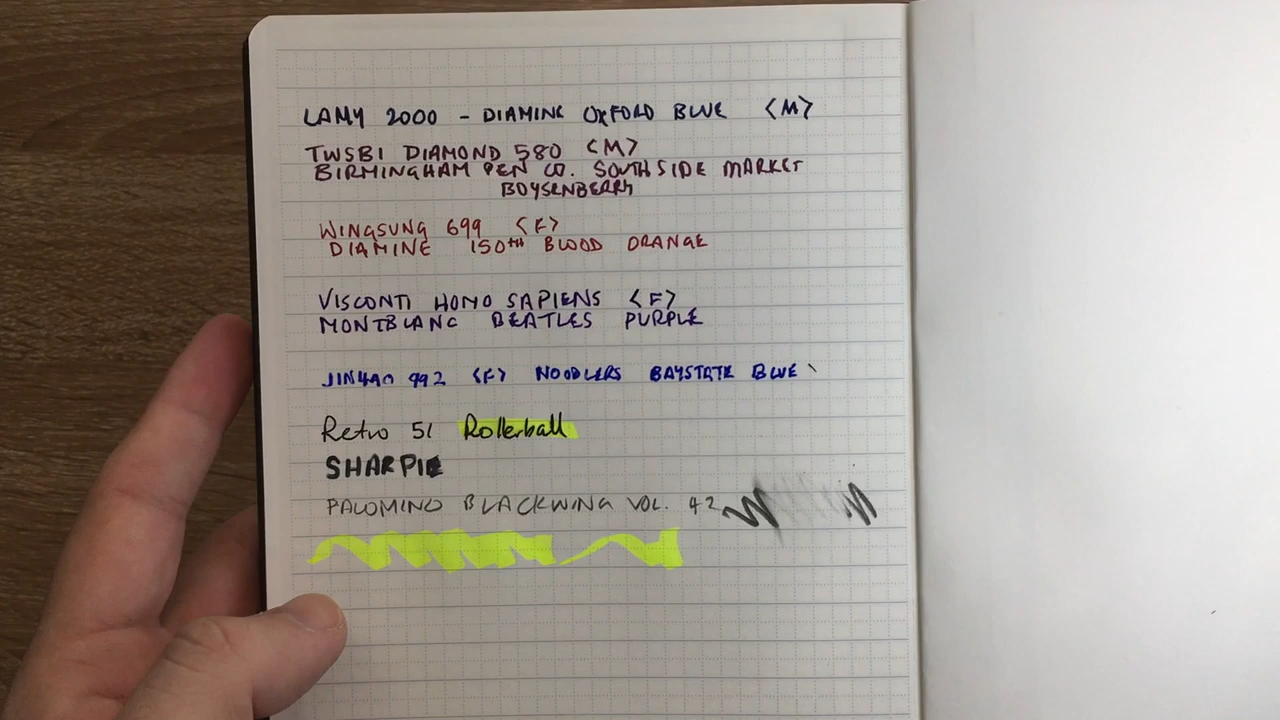 LAMY 2000 - DIAMINE OXFORD BLUE <M>
TWSBI DIAMOND 580 <M>
BIRMINGHAM PEN CO. SOUTHSIDE MARKET
BOYSENBERRY
WINGSUNG 699 <F>
DIAMINE 150TH BLOOD ORANGE
VISCONTI HOMO SAPIENS <F>
MONTBLANC BEATLES PURPLE
JINHAO 992 <F> NOODLERS BAYSTATE BLUE
Retro 51 Rollerball
SHARPIE
PALOMINO BLACKWING VOL. 42